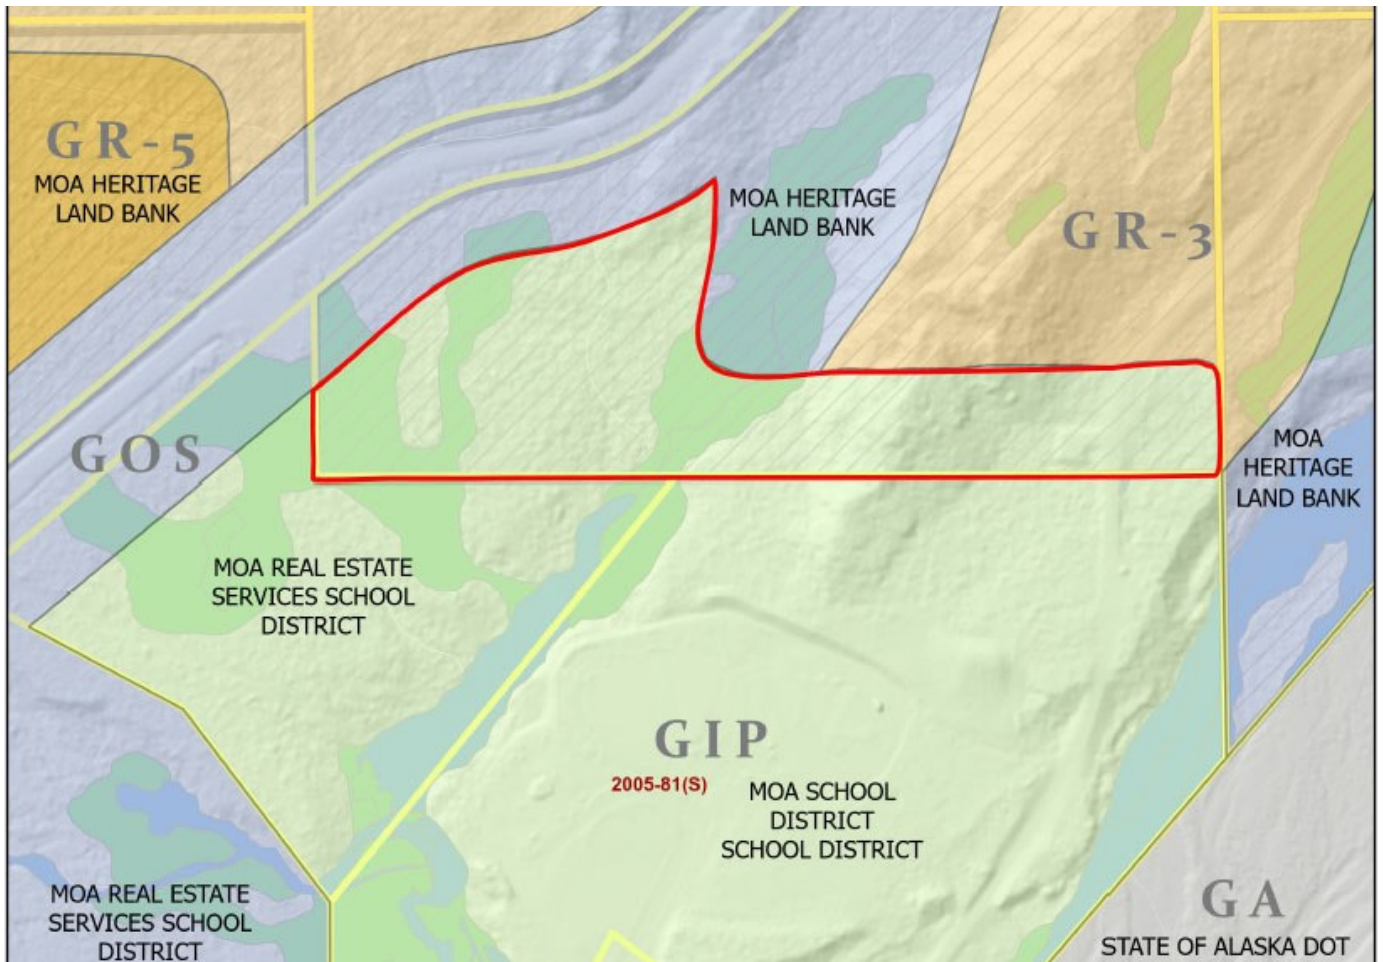 GR-5
MOA HERITAGE
LAND BANK
MOA HERITAGE
LAND BANK
GR-3
GOS
MOA
HERITAGE
LAND BANK
MOA REAL ESTATE
SERVICES SCHOOL
DISTRICT
GIP
2005-81(S)
MOA SCHOOL
DISTRICT
SCHOOL DISTRICT
MOA REAL ESTATE
SERVICES SCHOOL
DISTRICT
GA
STATE OF ALASKA DOT